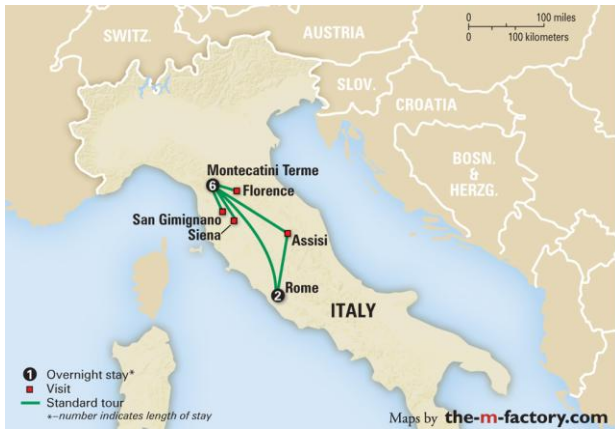 SWITZ.
AUSTRIA
0 100 miles
0 100 kilometers
SLOV.
CROATIA
BOSN.
&
HERZG.
Montecatini Terme
6
Florence
San Gimignano
Siena
Assisi
2
Rome
ITALY
1 Overnight stay*
Visit
Standard tour
*–number indicates length of stay
Maps by the-m-factory.com